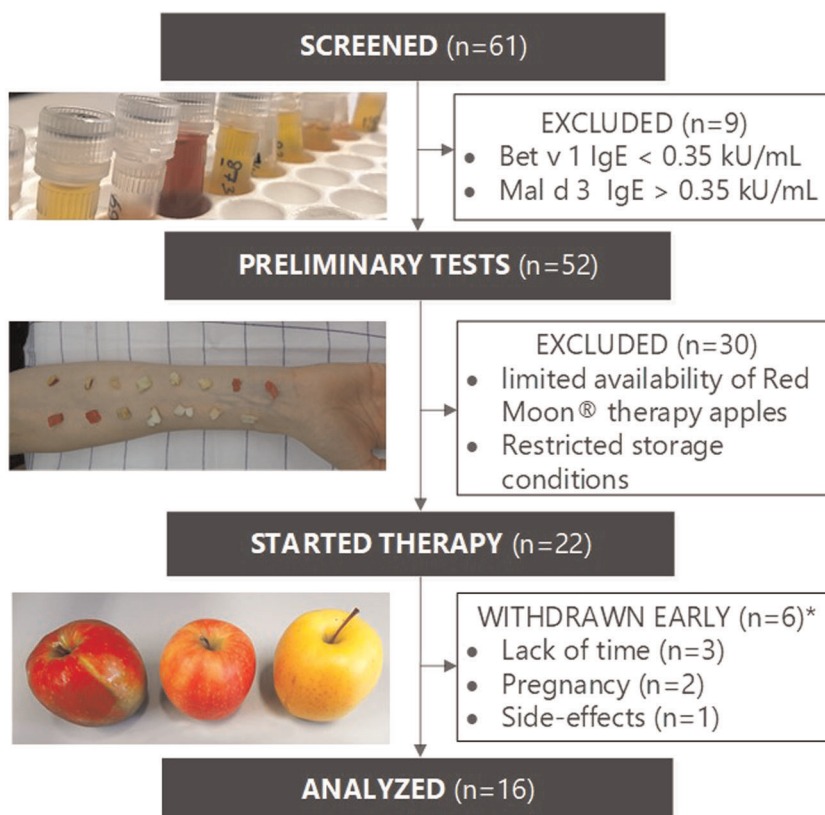 SCREENED (n=61)
EXCLUDED (n=9)
• Bet v 1 IgE < 0.35 kU/mL
• Mal d 3 IgE > 0.35 kU/mL
PRELIMINARY TESTS (n=52)
EXCLUDED (n=30)
• limited availability of Red
Moon® therapy apples
• Restricted storage
conditions
STARTED THERAPY (n=22)
WITHDRAWN EARLY (n=6)*
• Lack of time (n=3)
• Pregnancy (n=2)
• Side-effects (n=1)
ANALYZED (n=16)